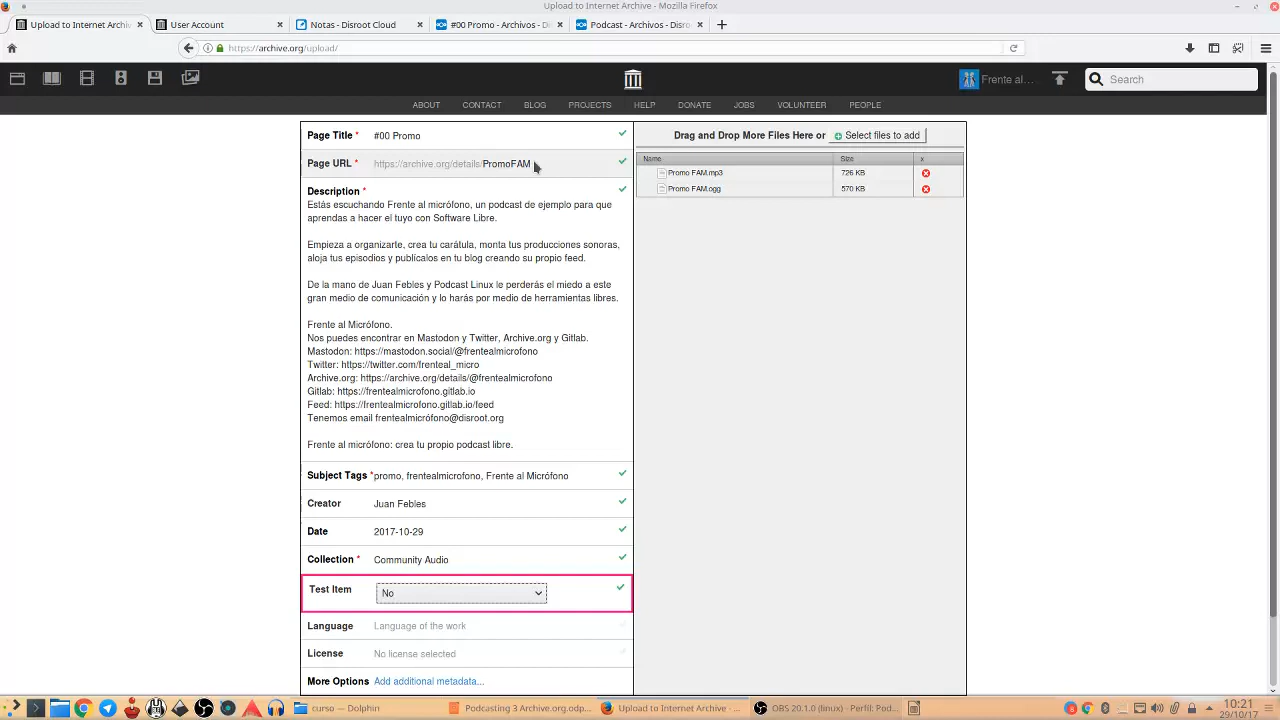 Upload to Internet Archive - Mozilla Firefox
Upload to Internet Archiv
User Account
Notas - Disroot Cloud
#00 Promo - Archivos - D
Podcast - Archivos - Disro
https://archive.org/upload/
Frente al...
Search
ABOUT CONTACT BLOG PROJECTS HELP DONATE JOBS VOLUNTEER PEOPLE
Page Title * #00 Promo
Page URL * https://archive.org/details/PromoFAM
Description *
Estás escuchando Frente al micrófono, un podcast de ejemplo para que
aprendas a hacer el tuyo con Software Libre.
Empieza a organizarte, crea tu carátula, monta tus producciones sonoras,
aloja tus episodios y publícalos en tu blog creando su propio feed.
De la mano de Juan Febles y Podcast Linux le perderás el miedo a este
gran medio de comunicación y lo harás por medio de herramientas libres.
Frente al Micrófono.
Nos puedes encontrar en Mastodon y Twitter, Archive.org y Gitlab.
Mastodon: https://mastodon.social/@frentealmicrofono
Twitter: https://twitter.com/frenteal_micro
Archive.org: https://archive.org/details/@frentealmicrofono
Gitlab: https://frentealmicrofono.gitlab.io
Feed: https://frentealmicrofono.gitlab.io/feed
Tenemos email frentealmicrófono@disroot.org
Frente al micrófono: crea tu propio podcast libre.
Subject Tags * promo, frentealmicrofono, Frente al Micrófono
Creator Juan Febles
Date 2017-10-29
Collection * Community Audio
Test Item No
Language Language of the work
License No license selected
More Options Add additional metadata...
Drag and Drop More Files Here or Select files to add
Name Size x
Promo FAM.mp3 726 KB
Promo FAM.ogg 570 KB
curso — Dolphin
Podcasting 3 Archive.org.odp...
Upload to Internet Archive - ...
OBS 20.1.0 (linux) - Perfil: Pod...
10:21
29/10/17